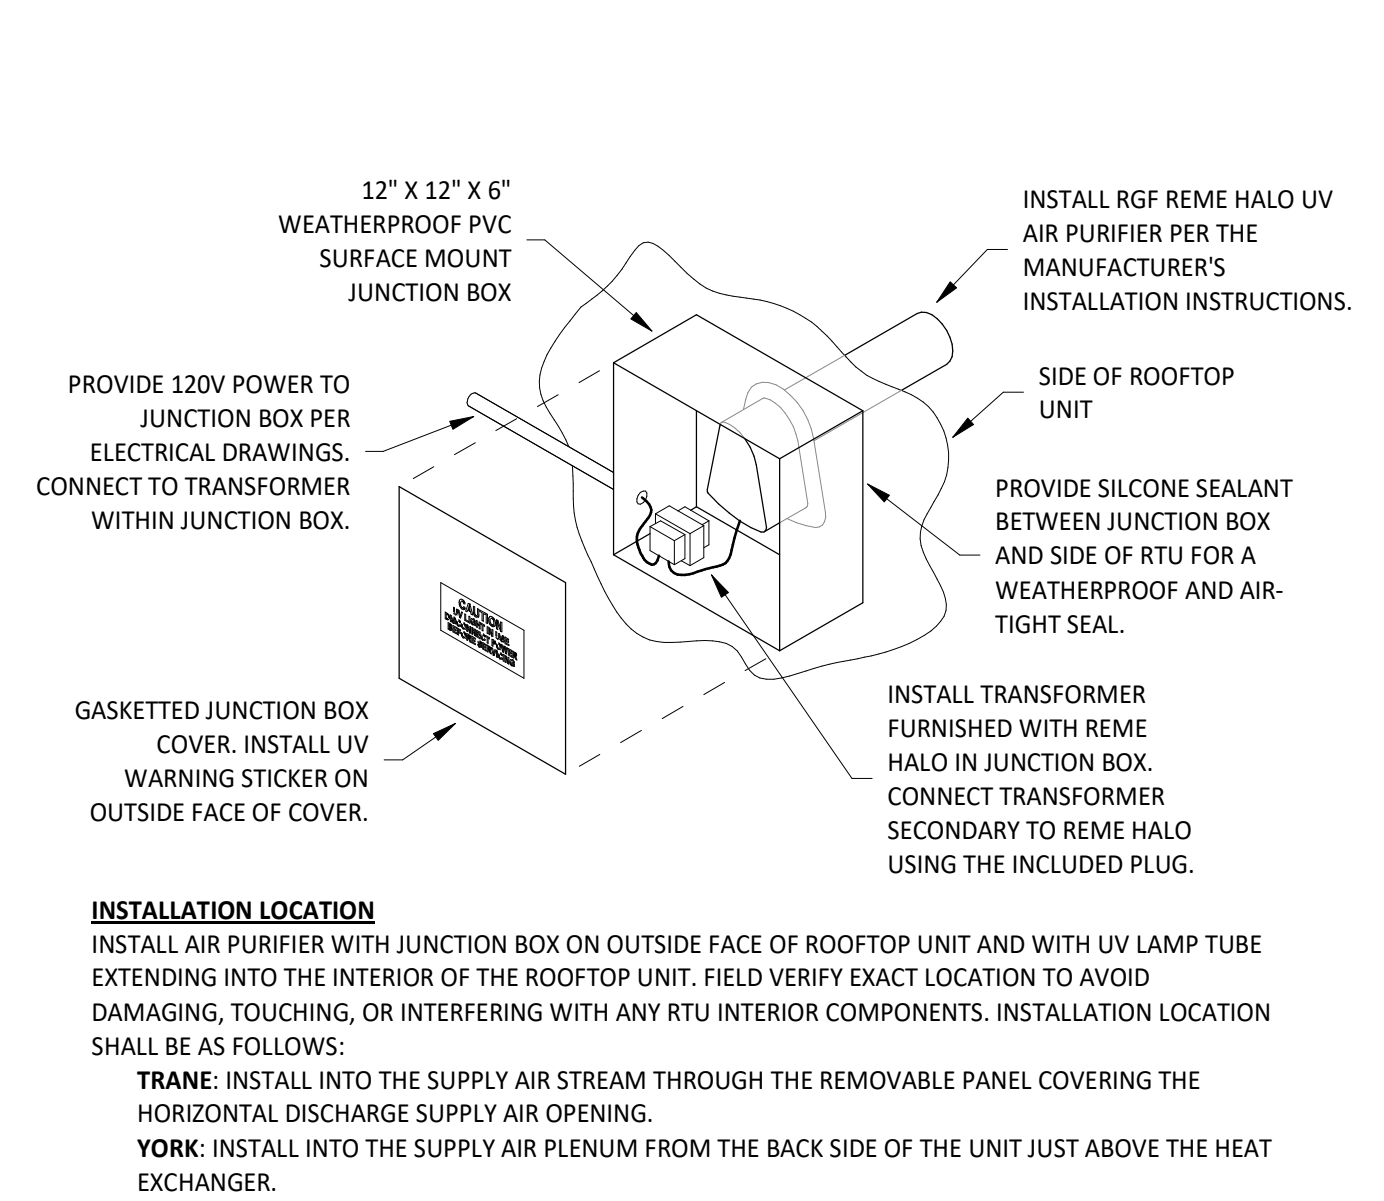 12" X 12" X 6"
WEATHERPROOF PVC
SURFACE MOUNT
JUNCTION BOX
INSTALL RGF REME HALO UV
AIR PURIFIER PER THE
MANUFACTURER'S
INSTALLATION INSTRUCTIONS.
PROVIDE 120V POWER TO
JUNCTION BOX PER
ELECTRICAL DRAWINGS.
CONNECT TO TRANSFORMER
WITHIN JUNCTION BOX.
SIDE OF ROOFTOP
UNIT
PROVIDE SILCONE SEALANT
BETWEEN JUNCTION BOX
AND SIDE OF RTU FOR A
WEATHERPROOF AND AIR-
TIGHT SEAL.
CAUTION
UV LIGHT IN USE
DISCONNECT POWER
BEFORE SERVICING
GASKETTED JUNCTION BOX
COVER. INSTALL UV
WARNING STICKER ON
OUTSIDE FACE OF COVER.
INSTALL TRANSFORMER
FURNISHED WITH REME
HALO IN JUNCTION BOX.
CONNECT TRANSFORMER
SECONDARY TO REME HALO
USING THE INCLUDED PLUG.
INSTALLATION LOCATION
INSTALL AIR PURIFIER WITH JUNCTION BOX ON OUTSIDE FACE OF ROOFTOP UNIT AND WITH UV LAMP TUBE
EXTENDING INTO THE INTERIOR OF THE ROOFTOP UNIT. FIELD VERIFY EXACT LOCATION TO AVOID
DAMAGING, TOUCHING, OR INTERFERING WITH ANY RTU INTERIOR COMPONENTS. INSTALLATION LOCATION
SHALL BE AS FOLLOWS:
TRANE: INSTALL INTO THE SUPPLY AIR STREAM THROUGH THE REMOVABLE PANEL COVERING THE
HORIZONTAL DISCHARGE SUPPLY AIR OPENING.
YORK: INSTALL INTO THE SUPPLY AIR PLENUM FROM THE BACK SIDE OF THE UNIT JUST ABOVE THE HEAT
EXCHANGER.